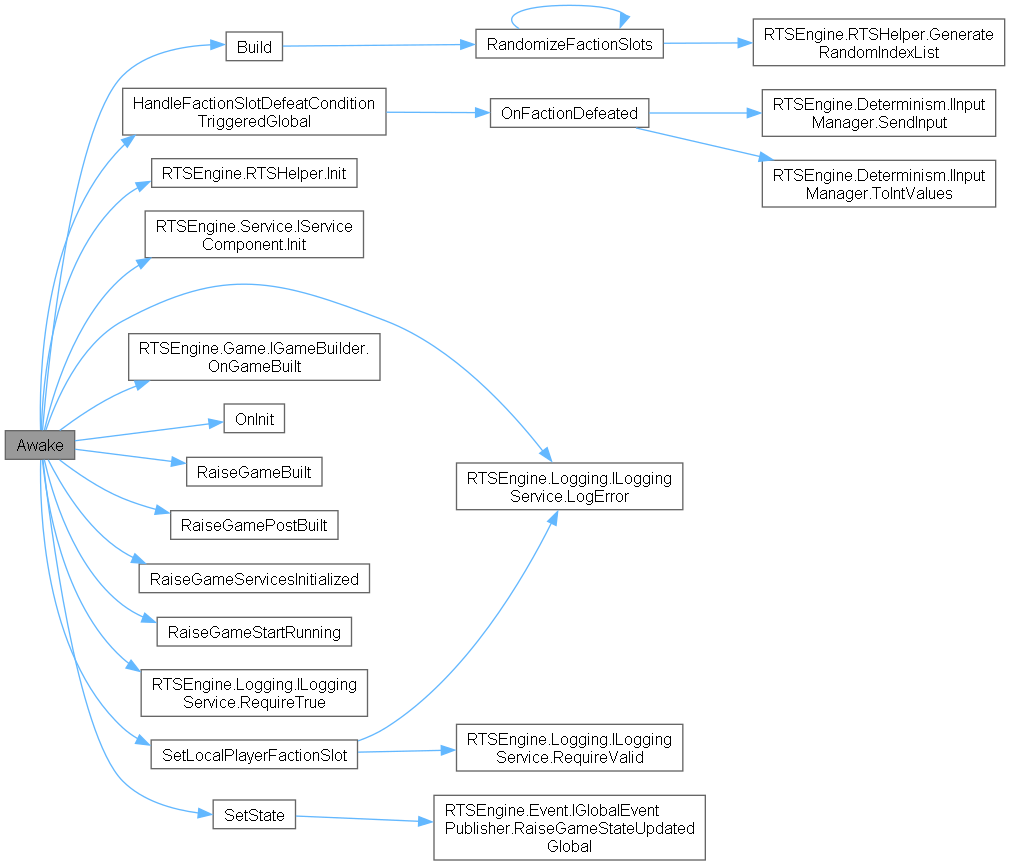 Awake
Build
RandomizeFactionSlots
RTSEngine.RTSHelper.Generate
RandomIndexList
HandleFactionSlotDefeatCondition
TriggeredGlobal
OnFactionDefeated
RTSEngine.Determinism.IInput
Manager.SendInput
RTSEngine.Determinism.IInput
Manager.ToIntValues
RTSEngine.RTSHelper.Init
RTSEngine.Service.IService
Component.Init
RTSEngine.Game.IGameBuilder.
OnGameBuilt
OnInit
RaiseGameBuilt
RaiseGamePostBuilt
RaiseGameServicesInitialized
RaiseGameStartRunning
RTSEngine.Logging.ILogging
Service.RequireTrue
SetLocalPlayerFactionSlot
SetState
RTSEngine.Logging.ILogging
Service.LogError
RTSEngine.Logging.ILogging
Service.RequireValid
RTSEngine.Event.IGlobalEvent
Publisher.RaiseGameStateUpdated
Global